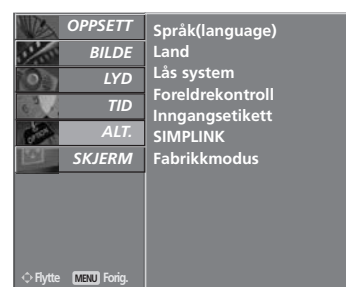 OPPSETT
BILDE
LYD
TID
ALT.
SKJERM
Språk(language)
Land
Lås system
Foreldrekontroll
Inngangsetikett
SIMPLINK
Fabrikkmodus
Flytte MENU Forig.